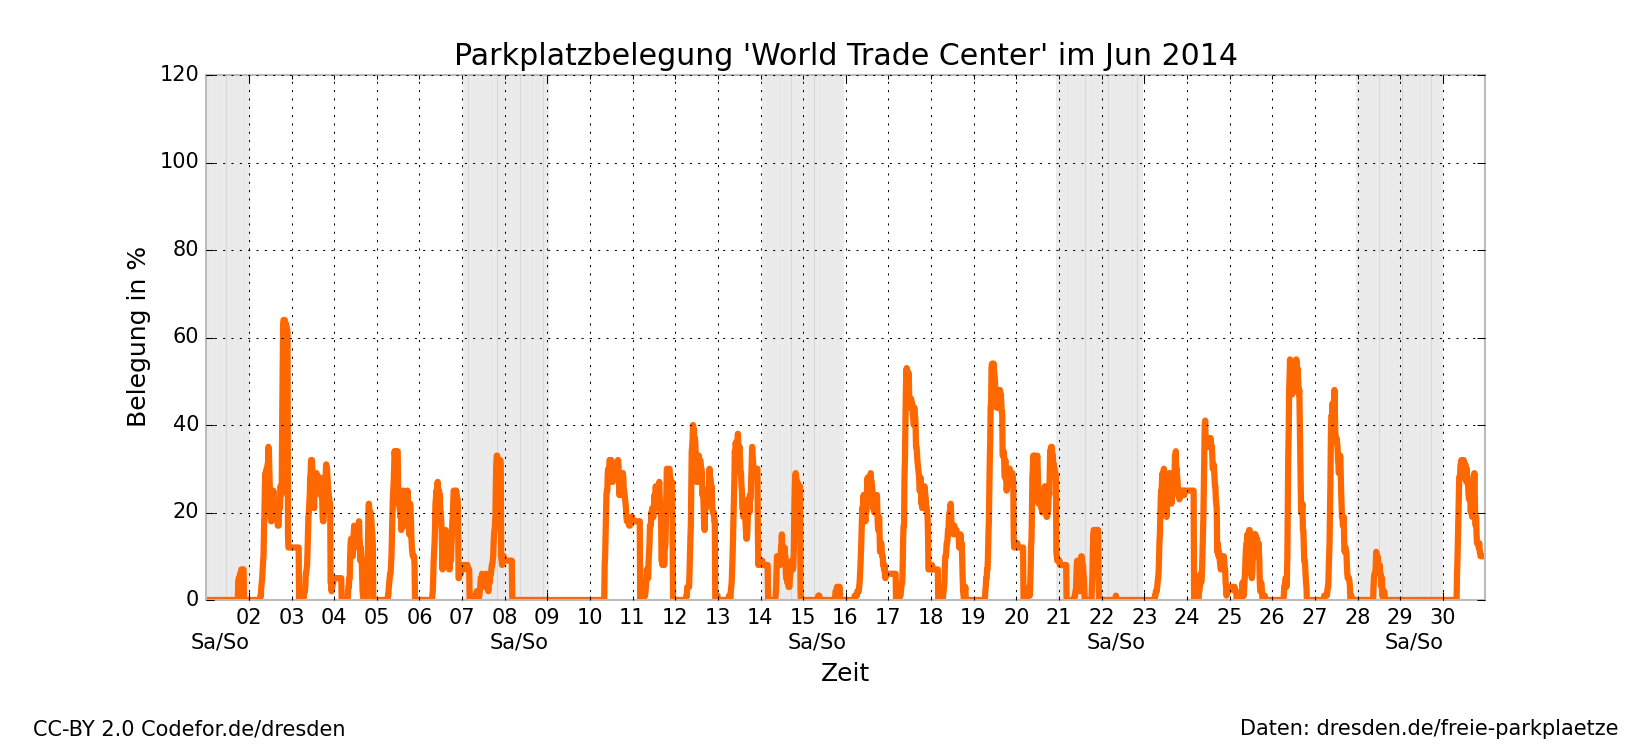 Parkplatzbelegung 'World Trade Center' im Jun 2014
120
100
80
60
40
20
0
Belegung in %
02 03 04 05 06 07 08 09 10 11 12 13 14 15 16 17 18 19 20 21 22 23 24 25 26 27 28 29 30
Sa/So Sa/So Sa/So Sa/So Sa/So
Zeit
CC-BY 2.0 Codefor.de/dresden
Daten: dresden.de/freie-parkplaetze